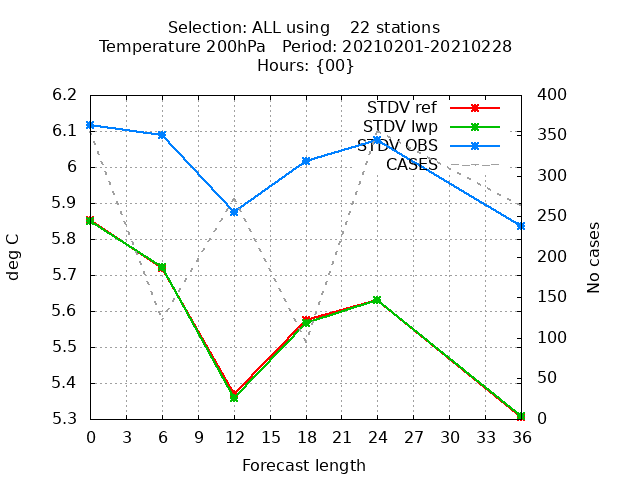 Selection: ALL using    22 stations
Temperature 200hPa   Period: 20210201-20210228
Hours: {00}
STDV ref
STDV lwp
STDV OBS
CASES
6.2
6.1
6
5.9
5.8
5.7
5.6
5.5
5.4
5.3
400
350
300
250
200
150
100
50
0
deg C
No cases
0 3 6 9 12 15 18 21 24 27 30 33 36
Forecast length